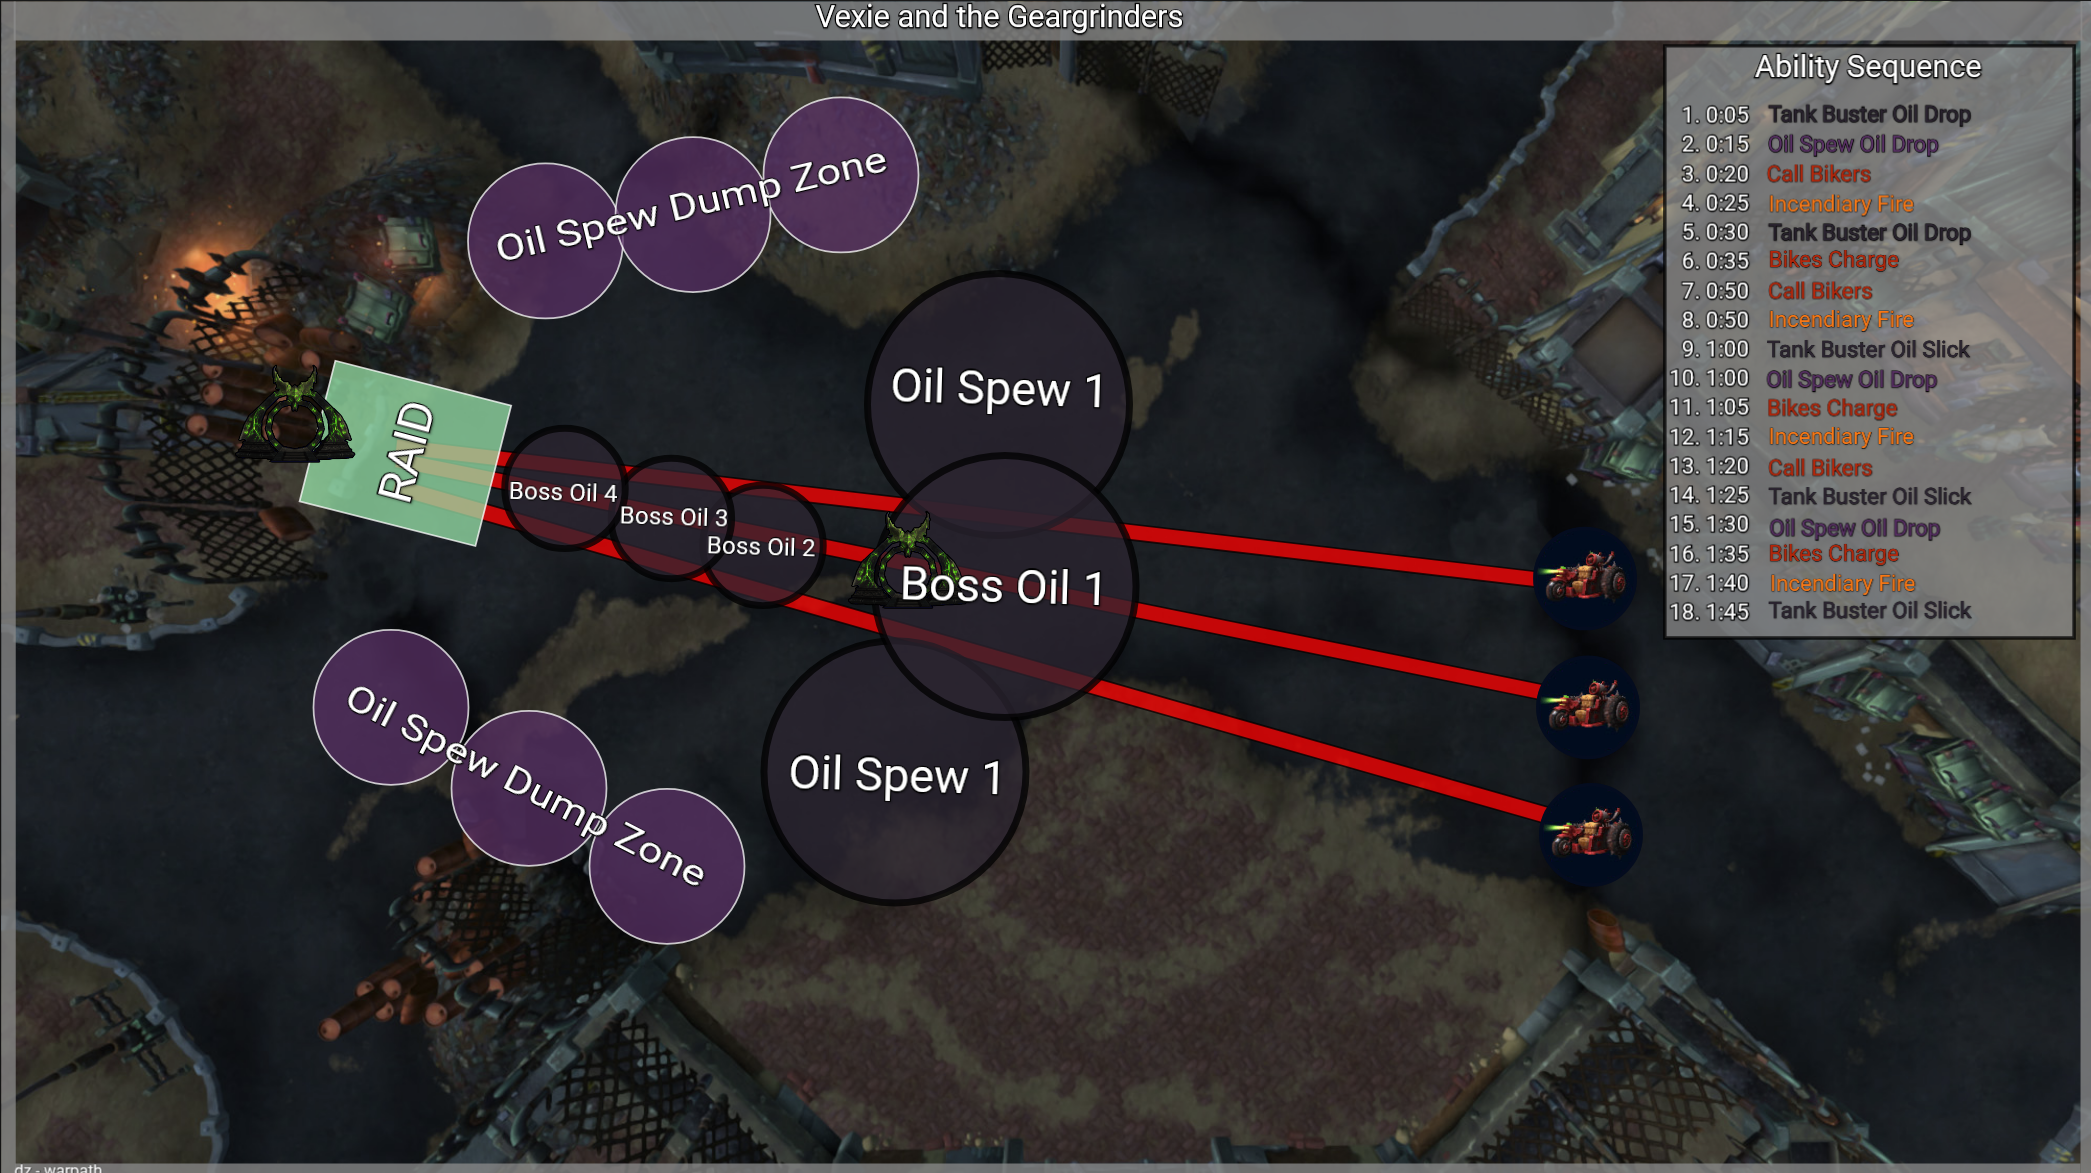 Vexie and the Geargrinders
Ability Sequence
1. 0:05 Tank Buster Oil Drop
2. 0:15 Oil Spew Oil Drop
3. 0:20 Call Bikers
4. 0:25 Incendiary Fire
5. 0:30 Tank Buster Oil Drop
6. 0:35 Bikes Charge
7. 0:50 Call Bikers
8. 0:50 Incendiary Fire
9. 1:00 Tank Buster Oil Slick
10. 1:00 Oil Spew Oil Drop
11. 1:05 Bikes Charge
12. 1:15 Incendiary Fire
13. 1:20 Call Bikers
14. 1:25 Tank Buster Oil Slick
15. 1:30 Oil Spew Oil Drop
16. 1:35 Bikes Charge
17. 1:40 Incendiary Fire
18. 1:45 Tank Buster Oil Slick
Oil Spew Dump Zone
Oil Spew 1
RAID
Boss Oil 4
Boss Oil 3
Boss Oil 2
Boss Oil 1
Oil Spew Dump Zone
Oil Spew 1
dz - warpath